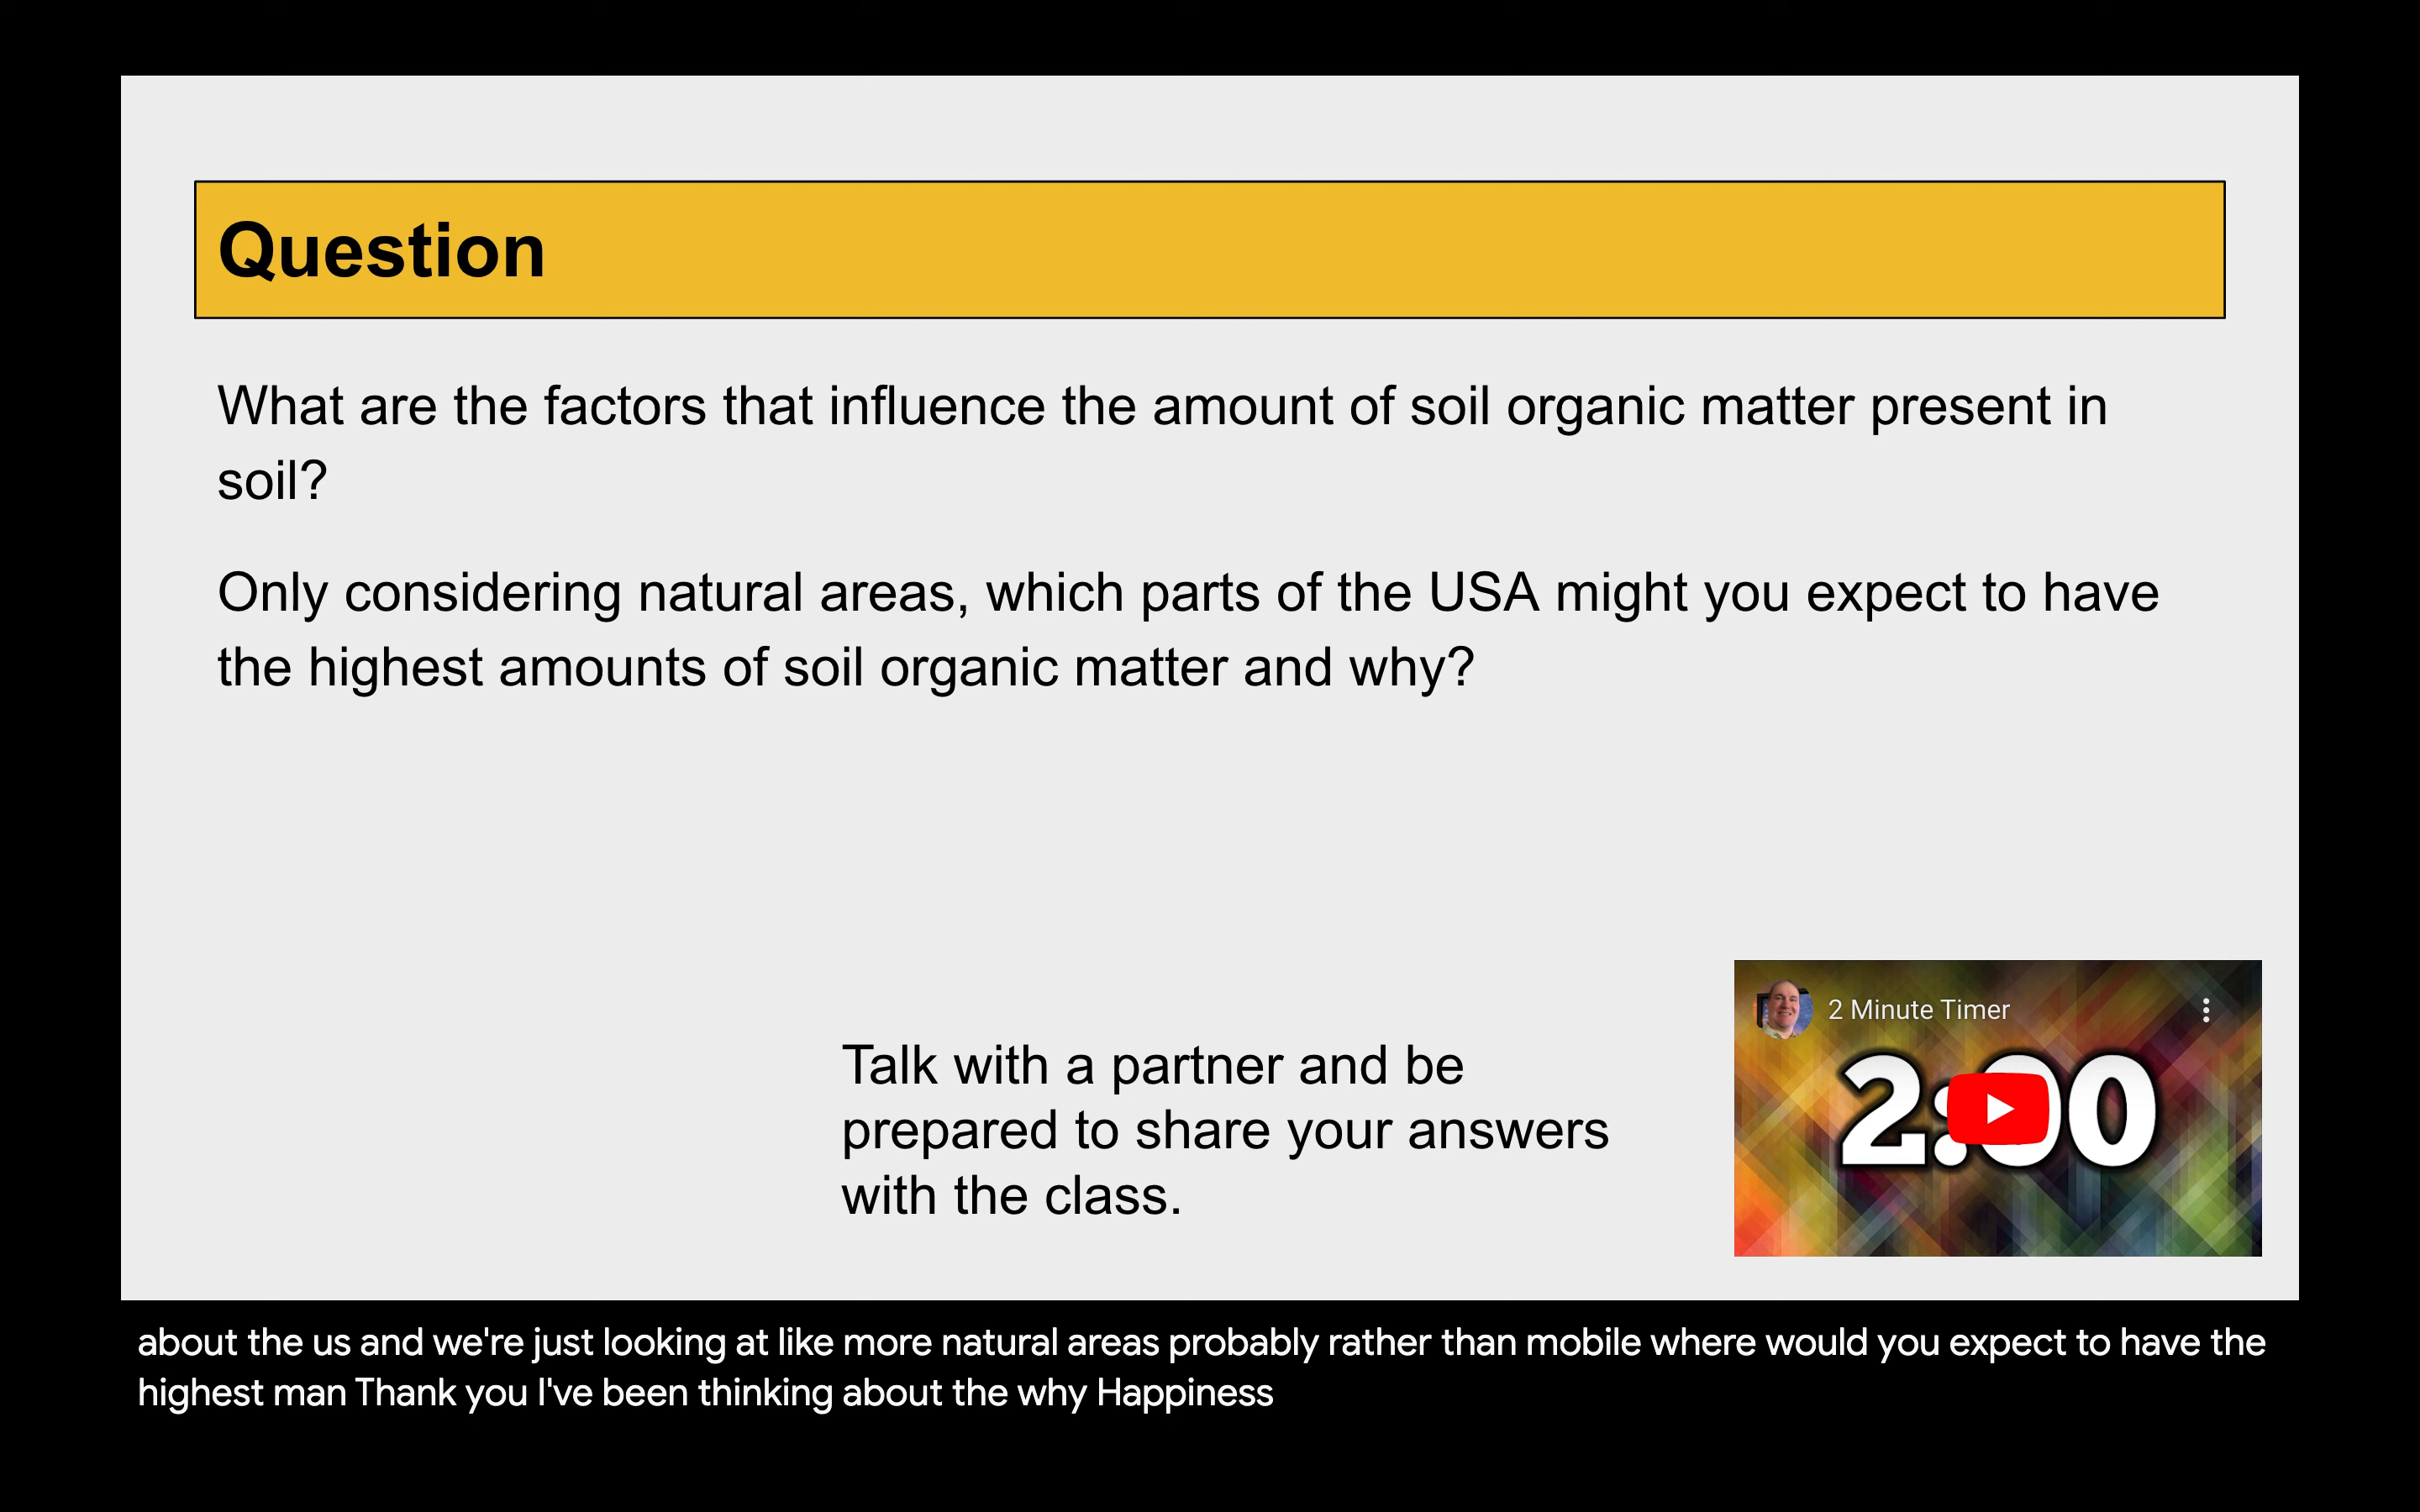 Question
What are the factors that influence the amount of soil organic matter present in
soil?
Only considering natural areas, which parts of the USA might you expect to have
the highest amounts of soil organic matter and why?
Talk with a partner and be
prepared to share your answers
with the class.
2 Minute Timer
2:00
about the us and we're just looking at like more natural areas probably rather than mobile where would you expect to have the
highest man Thank you I've been thinking about the why Happiness